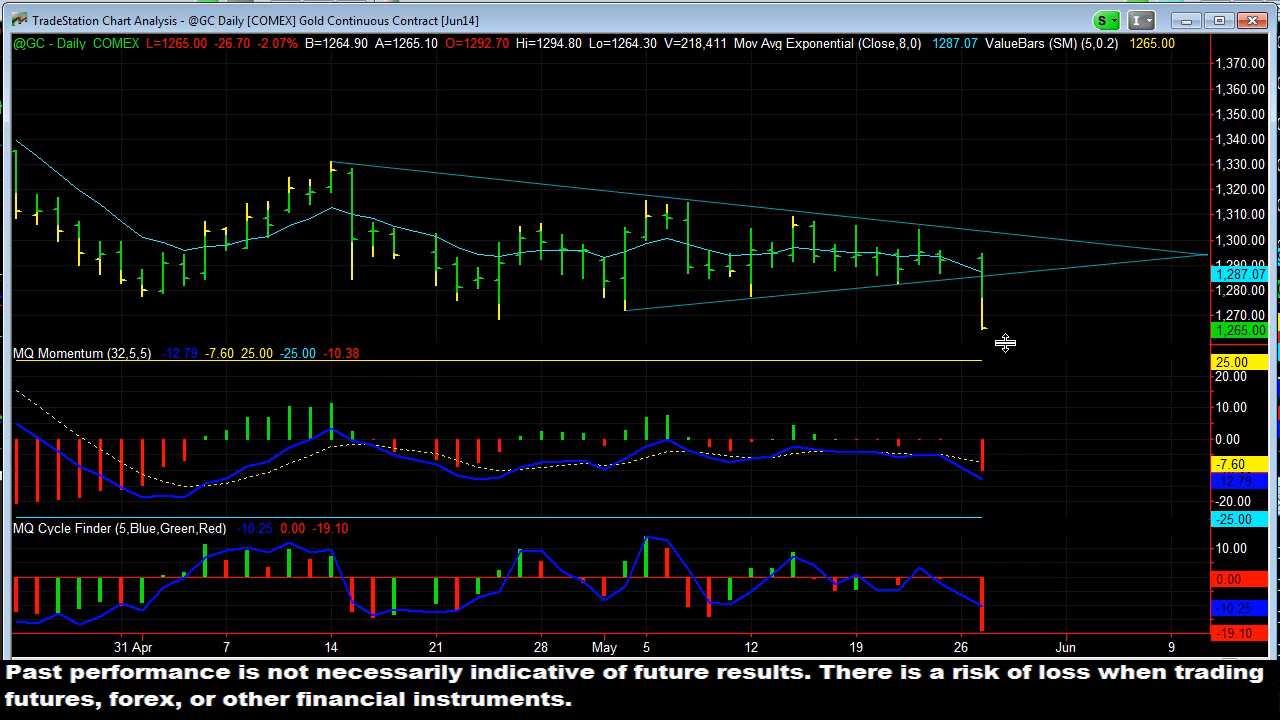 TradeStation Chart Analysis - @GC Daily [COMEX] Gold Continuous Contract [Jun14]
S
I
@GC - Daily COMEX L=1265.00 -26.70 -2.07% B=1264.90 A=1265.10 O=1292.70 Hi=1294.80 Lo=1264.30 V=218,411 Mov Avg Exponential (Close,8,0) 1287.07 ValueBars (SM) (5,0.2) 1265.00
1,370.00
1,360.00
1,350.00
1,340.00
1,330.00
1,320.00
1,310.00
1,300.00
1,290.00
1,287.07
1,280.00
1,270.00
1,265.00
MQ Momentum (32,5,5) -12.79 -7.60 25.00 -25.00 -10.38
25.00
20.00
10.00
0.00
-7.60
-12.79
-20.00
-25.00
MQ Cycle Finder (5,Blue,Green,Red) -10.25 0.00 -19.10
10.00
0.00
-10.25
-19.10
31 Apr 7 14 21 28 May 5 12 19 26 Jun 9
Past performance is not necessarily indicative of future results. There is a risk of loss when trading
futures, forex, or other financial instruments.